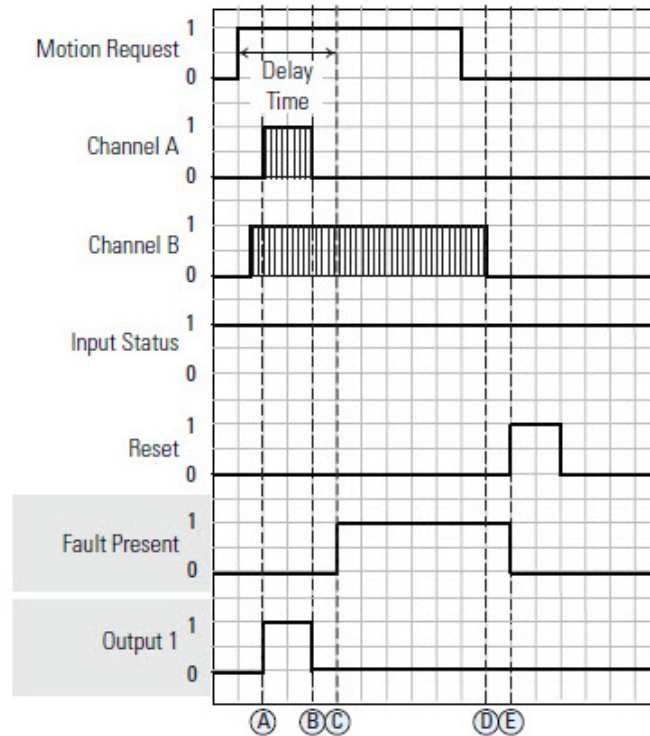 Motion Request
1
0
Delay
Time
Channel A
1
0
Channel B
1
0
Input Status
1
0
Reset
1
0
Fault Present
1
0
Output 1
1
0
A B C D E